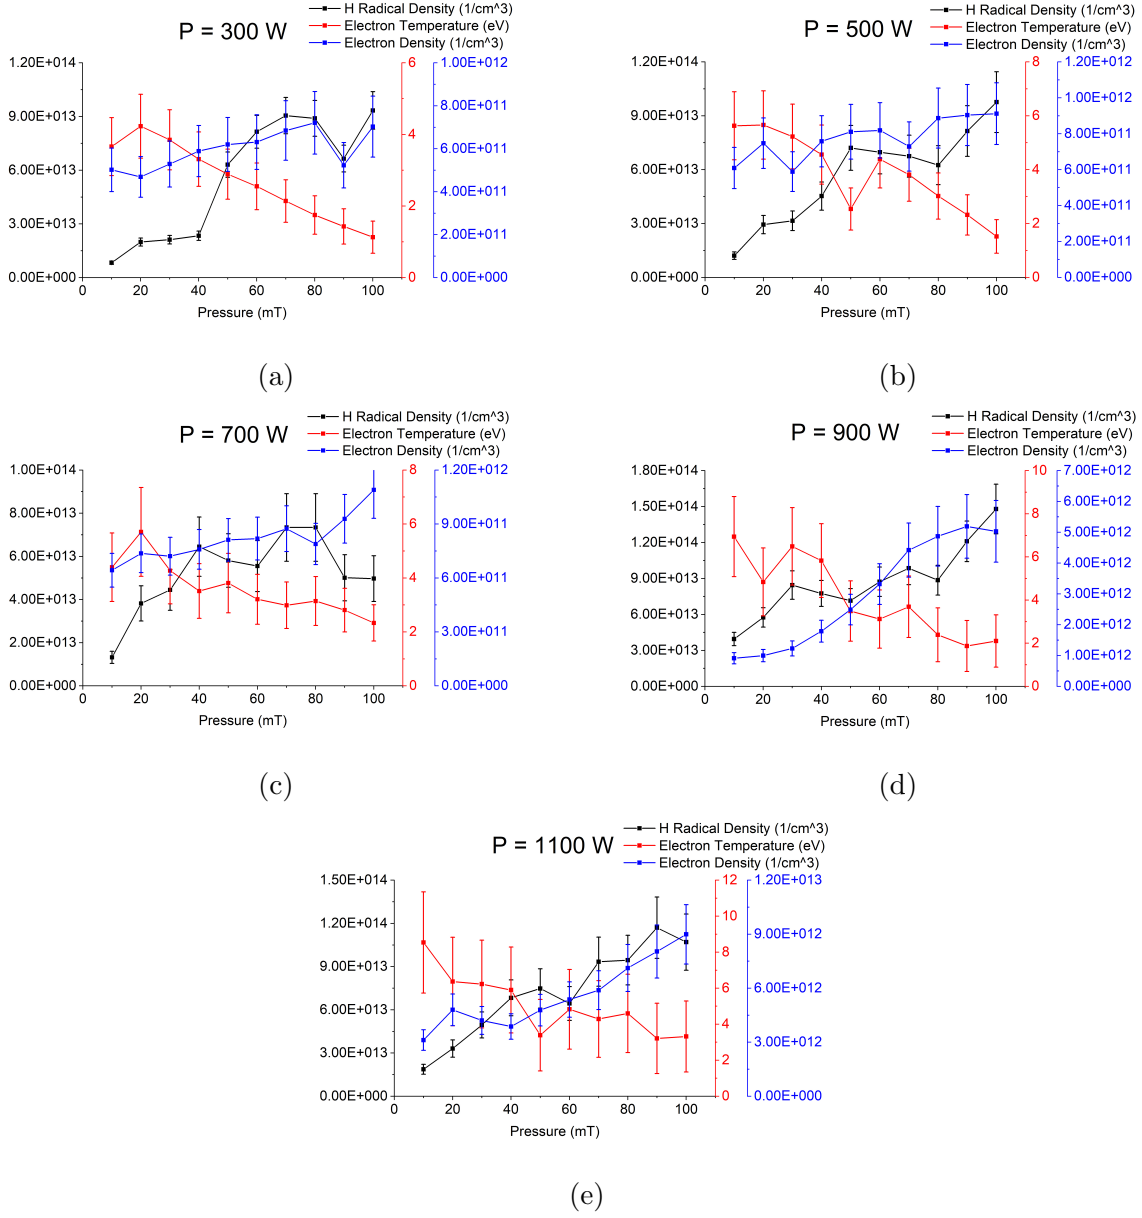 P = 300 W
H Radical Density (1/cm^3)
Electron Temperature (eV)
Electron Density (1/cm^3)
1.20E+014
9.00E+013
6.00E+013
3.00E+013
0.00E+000
6
4
2
0
1.00E+012
8.00E+011
6.00E+011
4.00E+011
2.00E+011
0.00E+000
0 20 40 60 80 100
Pressure (mT)
(a)
P = 500 W
H Radical Density (1/cm^3)
Electron Temperature (eV)
Electron Density (1/cm^3)
1.20E+014
9.00E+013
6.00E+013
3.00E+013
0.00E+000
8
6
4
2
0
1.20E+012
1.00E+012
8.00E+011
6.00E+011
4.00E+011
2.00E+011
0.00E+000
0 20 40 60 80 100
Pressure (mT)
(b)
P = 700 W
H Radical Density (1/cm^3)
Electron Temperature (eV)
Electron Density (1/cm^3)
1.00E+014
8.00E+013
6.00E+013
4.00E+013
2.00E+013
0.00E+000
8
6
4
2
0
1.20E+012
9.00E+011
6.00E+011
3.00E+011
0.00E+000
0 20 40 60 80 100
Pressure (mT)
(c)
P = 900 W
H Radical Density (1/cm^3)
Electron Temperature (eV)
Electron Density (1/cm^3)
1.80E+014
1.50E+014
1.20E+014
9.00E+013
6.00E+013
3.00E+013
0.00E+000
10
8
6
4
2
0
7.00E+012
6.00E+012
5.00E+012
4.00E+012
3.00E+012
2.00E+012
1.00E+012
0.00E+000
0 20 40 60 80 100
Pressure (mT)
(d)
P = 1100 W
H Radical Density (1/cm^3)
Electron Temperature (eV)
Electron Density (1/cm^3)
1.50E+014
1.20E+014
9.00E+013
6.00E+013
3.00E+013
0.00E+000
12
10
8
6
4
2
0
1.20E+013
9.00E+012
6.00E+012
3.00E+012
0.00E+000
0 20 40 60 80 100
Pressure (mT)
(e)